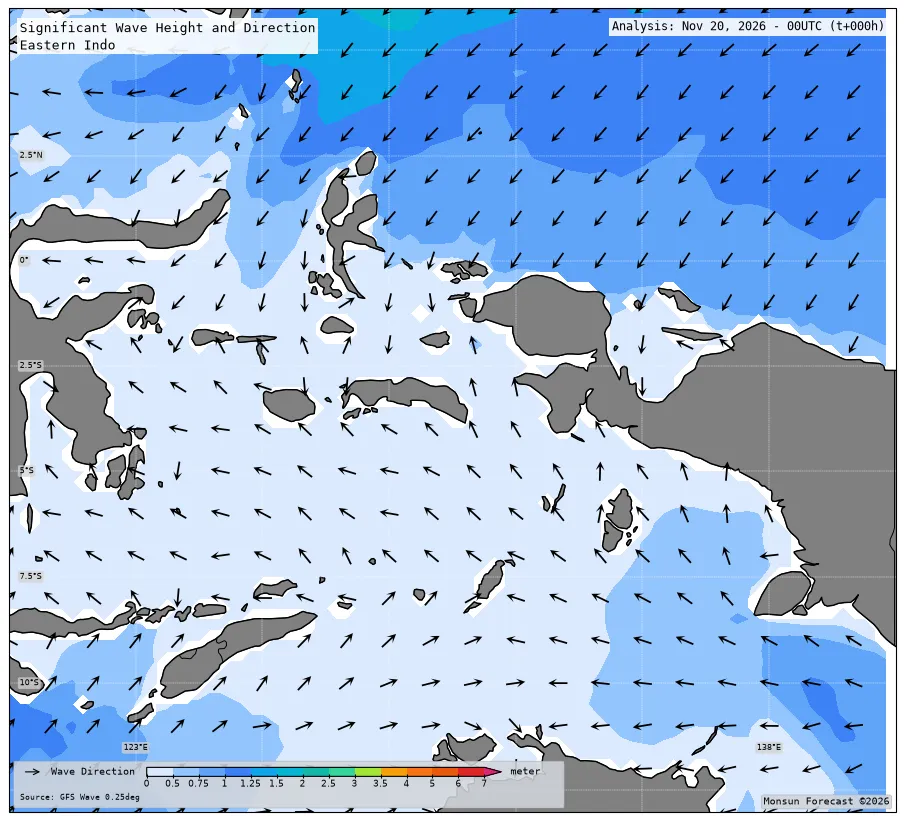 Significant Wave Height and Direction
Eastern Indo
Analysis: Nov 20, 2026 - 00UTC (t+000h)
2.5°N
0°
2.5°S
5°S
7.5°S
10°S
123°E
138°E
Wave Direction
meter
0 0.5 0.75 1 1.25 1.5 2 2.5 3 3.5 4 5 6 7
Source: GFS Wave 0.25deg
Monsun Forecast ©2026